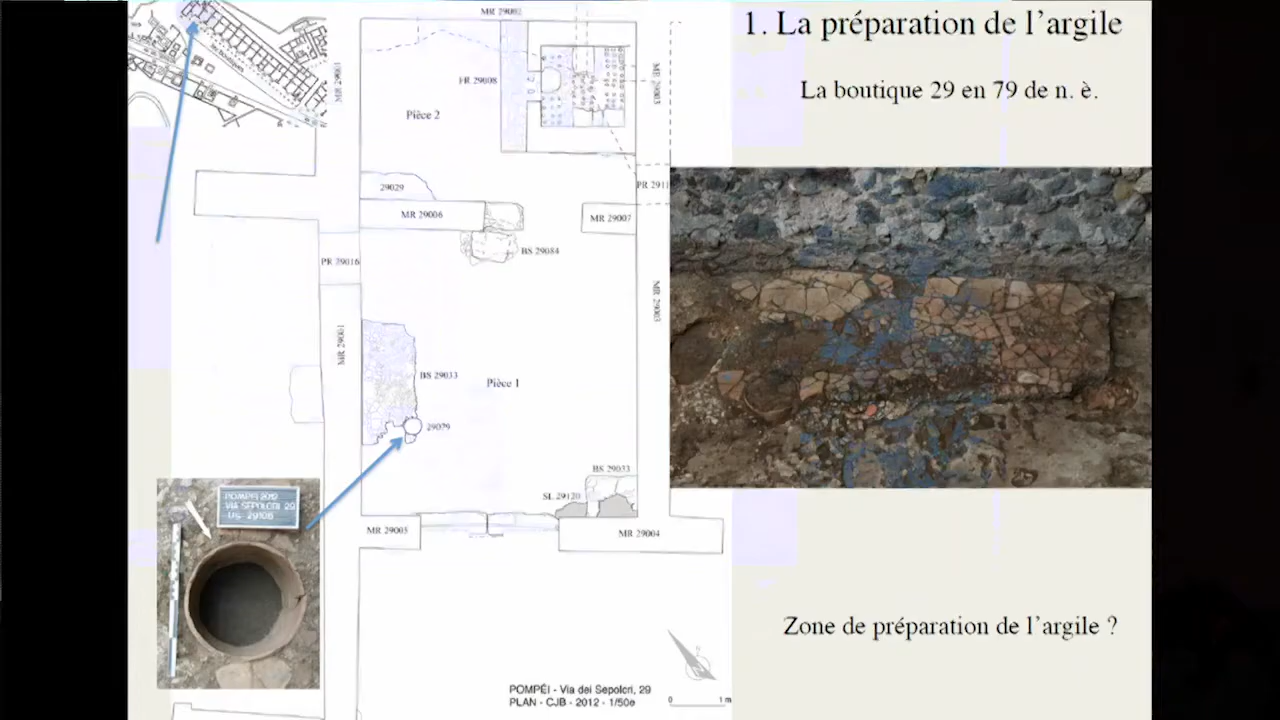 1. La préparation de l'argile
La boutique 29 en 79 de n. è.
MR 29002
MR 29001
FR 29008
MR 29003
Pièce 2
29029
PR 2911
MR 29006
MR 29007
BS 29084
PR 29016
MR 29003
MR 29001
BS 29033
Pièce 1
29029
BS 29033
SL 29120
MR 29005
MR 29004
POMPEI 2012
VIA SEPOLCRI 29
Zone de préparation de l'argile ?
POMPÉI - Via dei Sepolcri, 29
PLAN - CJB - 2012 - 1/50e
0 1 m